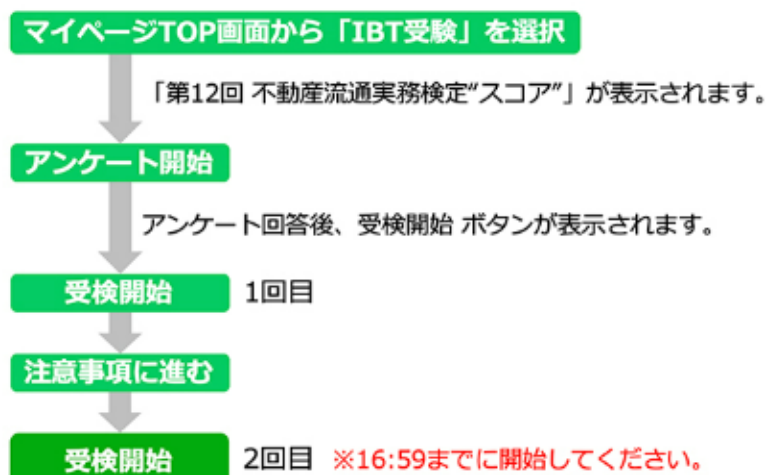 マイページTOP画面から「IBT受験」を選択
「第12回 不動産流通実務検定“スコア”」が表示されます。
アンケート開始
アンケート回答後、受検開始 ボタンが表示されます。
受検開始 1回目
注意事項に進む
受検開始 2回目 ※16:59までに開始してください。